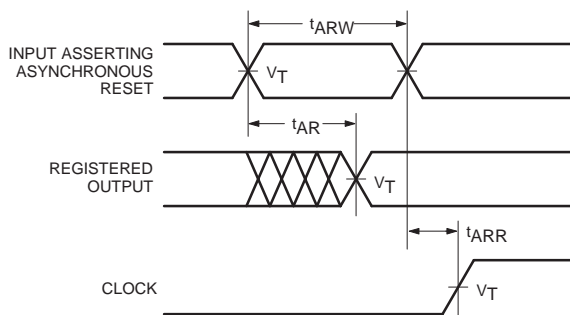 tARW
INPUT ASSERTING
ASYNCHRONOUS
RESET
VT
tAR
REGISTERED
OUTPUT
VT
tARR
CLOCK
VT